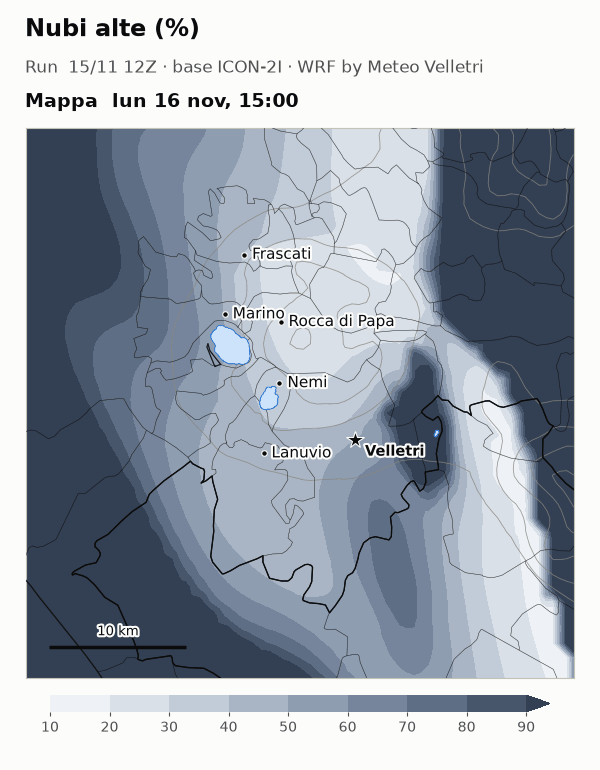 Nubi alte (%)
Run  15/11 12Z · base ICON-2I · WRF by Meteo Velletri
Mappa  lun 16 nov, 15:00
Frascati
Marino
Rocca di Papa
Nemi
Velletri
Lanuvio
10 km
10 20 30 40 50 60 70 80 90